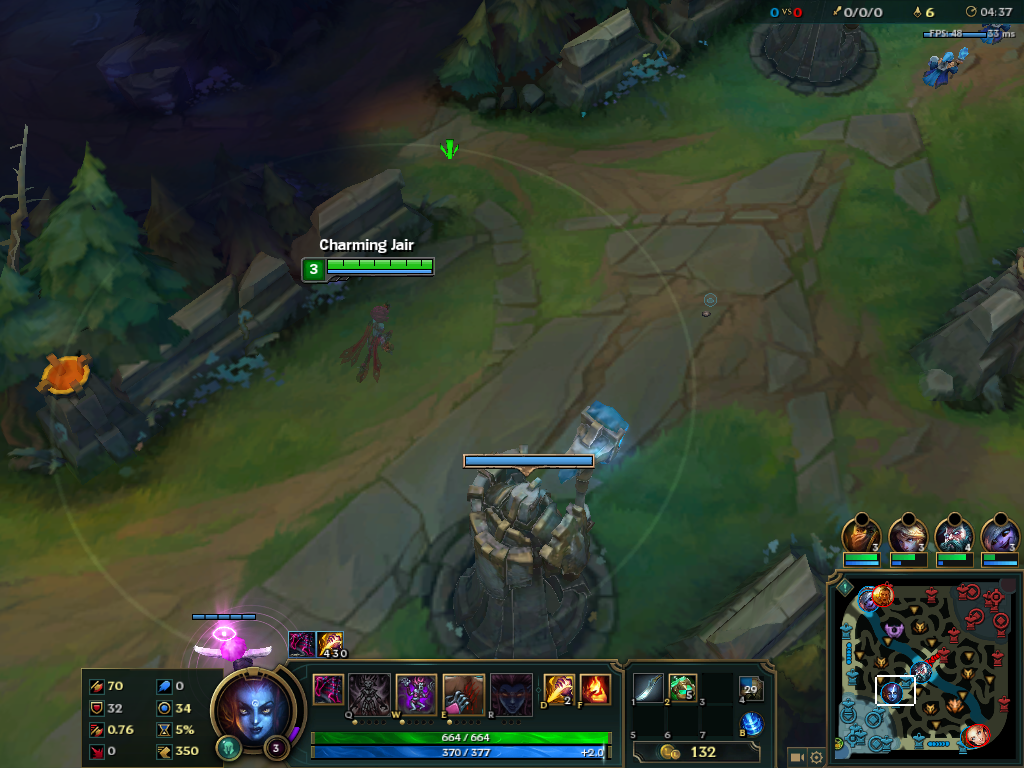 0 vs 0 0/0/0 6 04:37
FPS: 48 33 ms
Charming Jair
3
3 3 4 3
430
70 0
32 34
0.76 5%
0 350
3
Q W E R D 2 F
664 / 664
370 / 377 +2.0
1 2 5 3 4 29
5 6 7 B
132